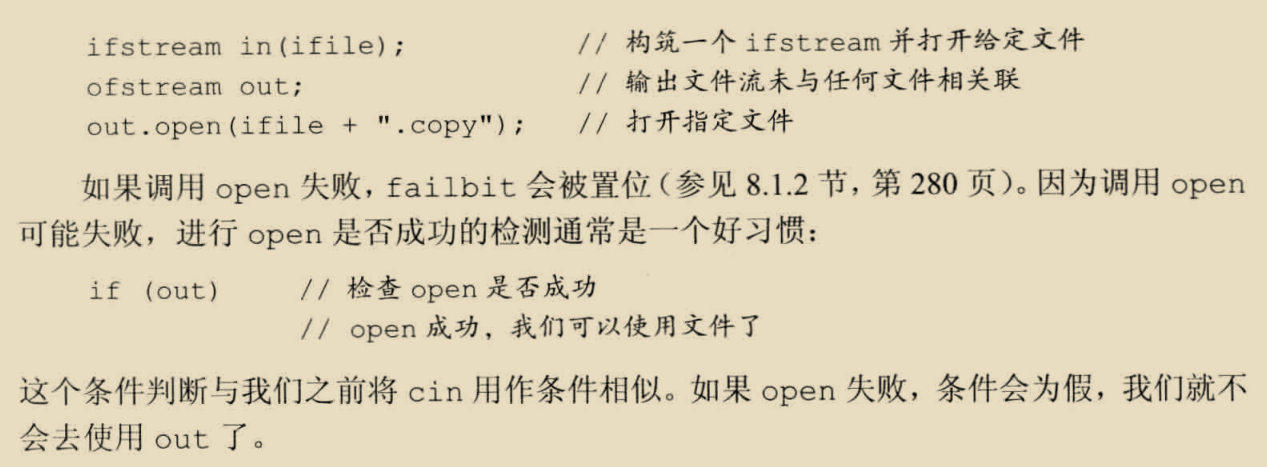 ifstream in(ifile); // 构筑一个 ifstream 并打开给定文件
ofstream out; // 输出文件流未与任何文件相关联
out.open(ifile + ".copy"); // 打开指定文件
如果调用 open 失败，failbit 会被置位（参见 8.1.2 节，第 280 页）。因为调用 open
可能失败，进行 open 是否成功的检测通常是一个好习惯：
if (out) // 检查 open 是否成功
// open 成功，我们可以使用文件了
这个条件判断与我们之前将 cin 用作条件相似。如果 open 失败，条件会为假，我们就不
会去使用 out 了。